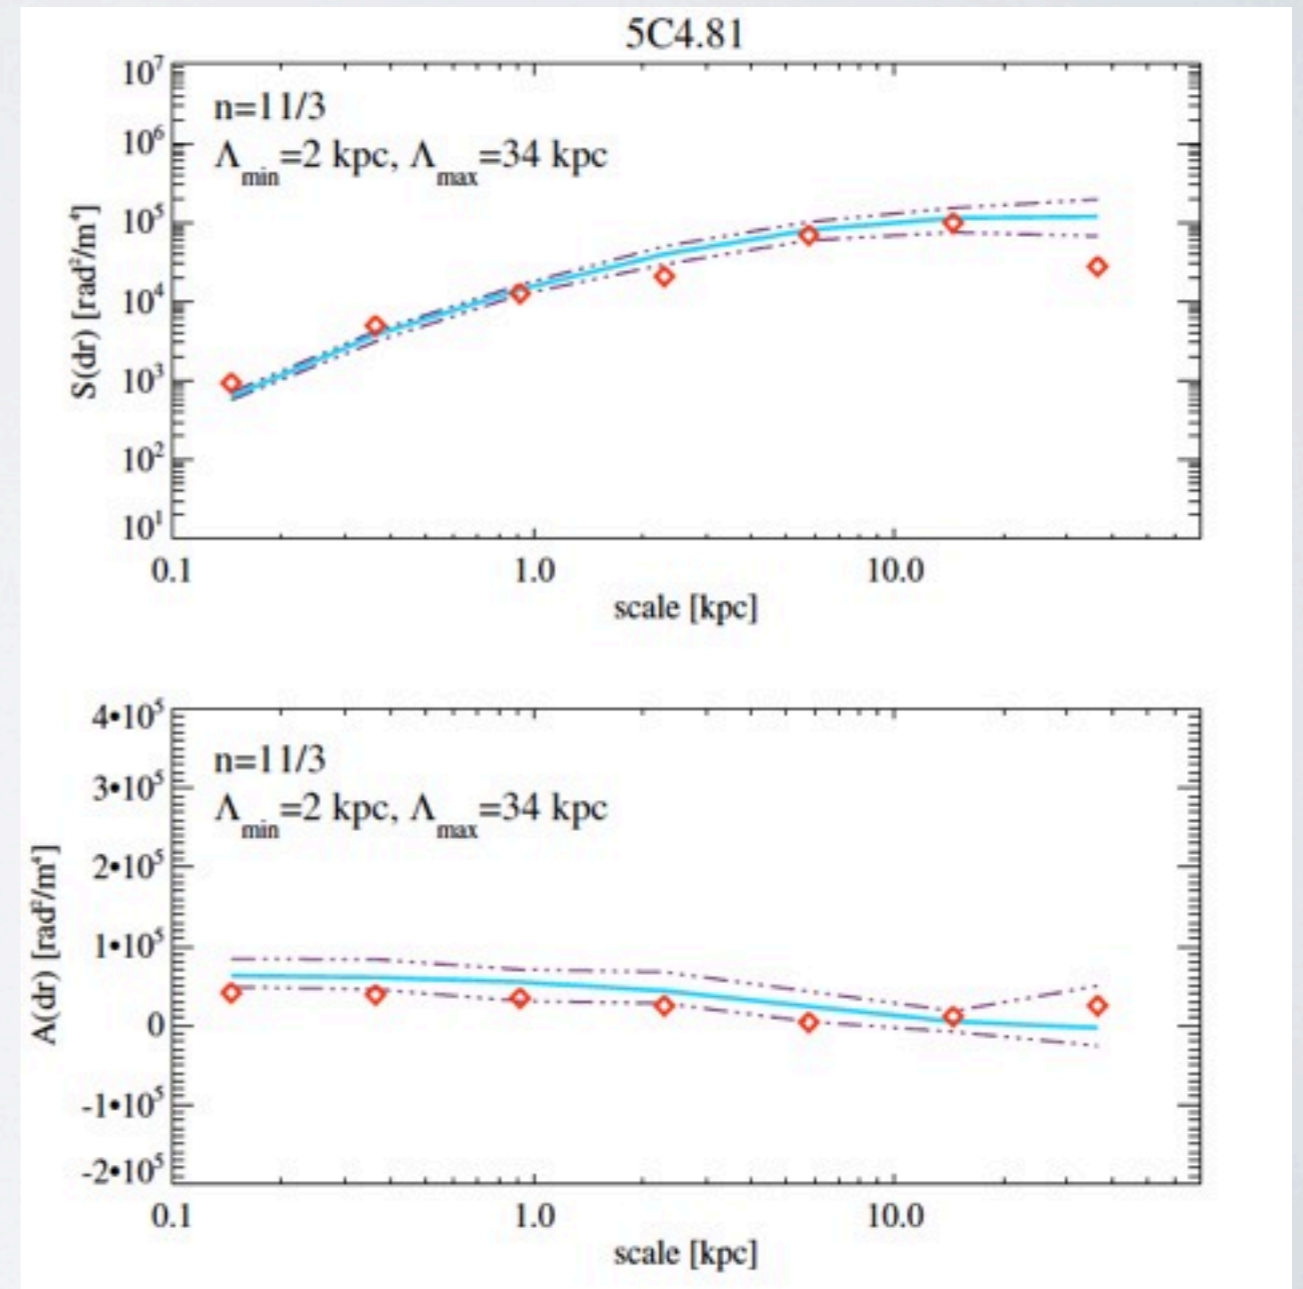 5C4.81
10⁷
n=11/3
10⁶
Λmin=2 kpc, Λmax=34 kpc
10⁵
10⁴
10³
10²
10¹
S(dr) [rad²/m⁴]
0.1 1.0 10.0
scale [kpc]
4•10⁵
n=11/3
3•10⁵
Λmin=2 kpc, Λmax=34 kpc
2•10⁵
1•10⁵
0
-1•10⁵
-2•10⁵
A(dr) [rad²/m⁴]
0.1 1.0 10.0
scale [kpc]